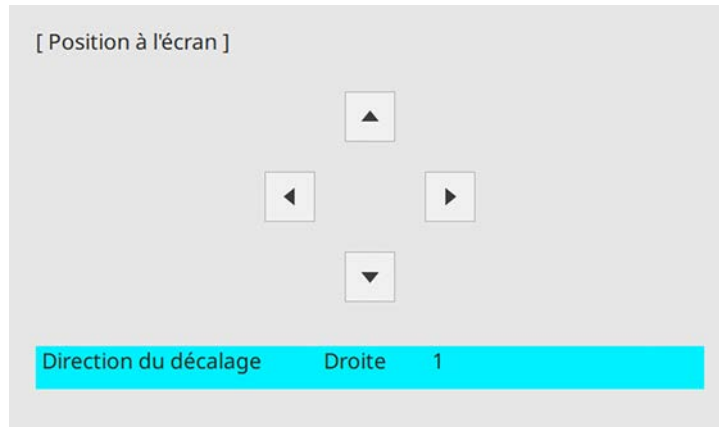 [ Position à l'écran ]
Direction du décalage Droite 1